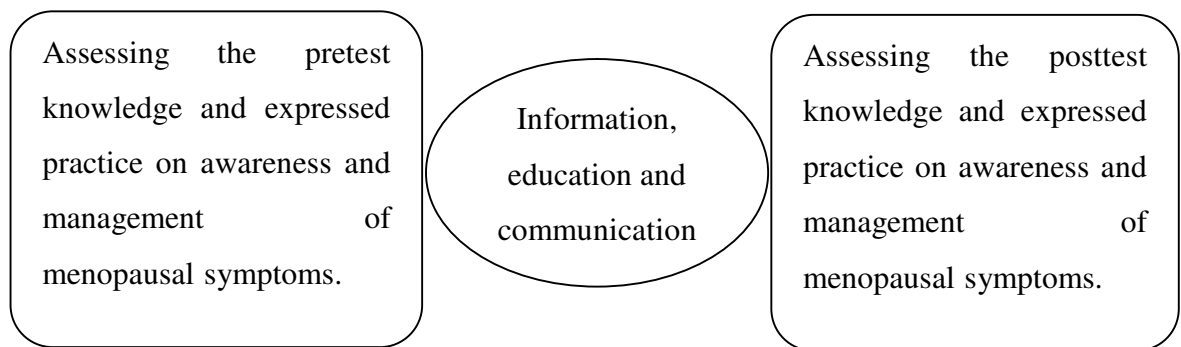 Assessing the pretest
knowledge and expressed
practice on awareness and
management of
menopausal symptoms.
Information,
education and
communication
Assessing the posttest
knowledge and expressed
practice on awareness and
management of
menopausal symptoms.